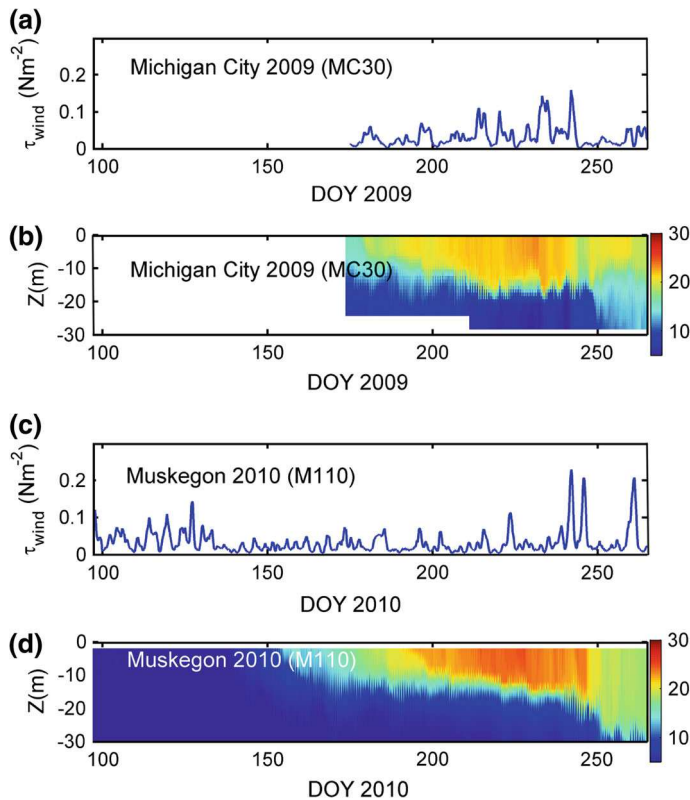 (a)
τwind (Nm-2)
0.2
0.1
0
Michigan City 2009 (MC30)
100 150 200 250
DOY 2009
(b)
Z(m)
0
-10
-20
-30
Michigan City 2009 (MC30)
30
20
10
100 150 200 250
DOY 2009
(c)
τwind (Nm-2)
0.2
0.1
0
Muskegon 2010 (M110)
100 150 200 250
DOY 2010
(d)
Z(m)
0
-10
-20
-30
Muskegon 2010 (M110)
30
20
10
100 150 200 250
DOY 2010